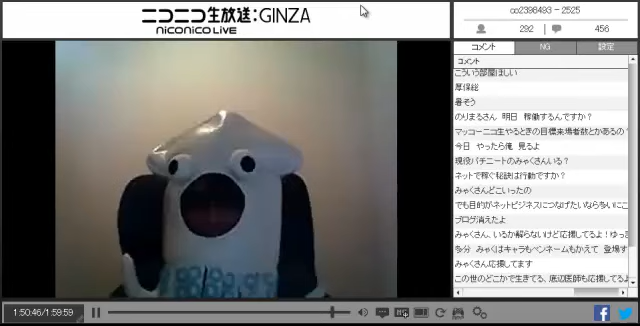 ニコニコ生放送:GINZA
niconico LIVE
co2398493 - 2525
292
456
コメント
NG
設定
コメント
こういう部屋ほしい
厚保総
暑そう
のりまるさん 明日 稼働するんですか?
マッコーニコ生やるときの目標来場者数とかあるの?
今日 やったら俺 見るよ
現役パチニートのみゃくさんいる?
ネットで稼ぐ秘訣は行動ですか?
みゃくさんどこいったの
でも目的がネットビジネスにつなげたいなら多いにこ
ブログ消えたよ
みゃくさん、いるか解らないけど応援してるよ!ゆっ
多分 みゃくはキャラもペンネームもかえて 登場す
みゃくさん応援してます
この世のどこかで生きてる、底辺医師も応援してるよ
1:50:46/1:59:59